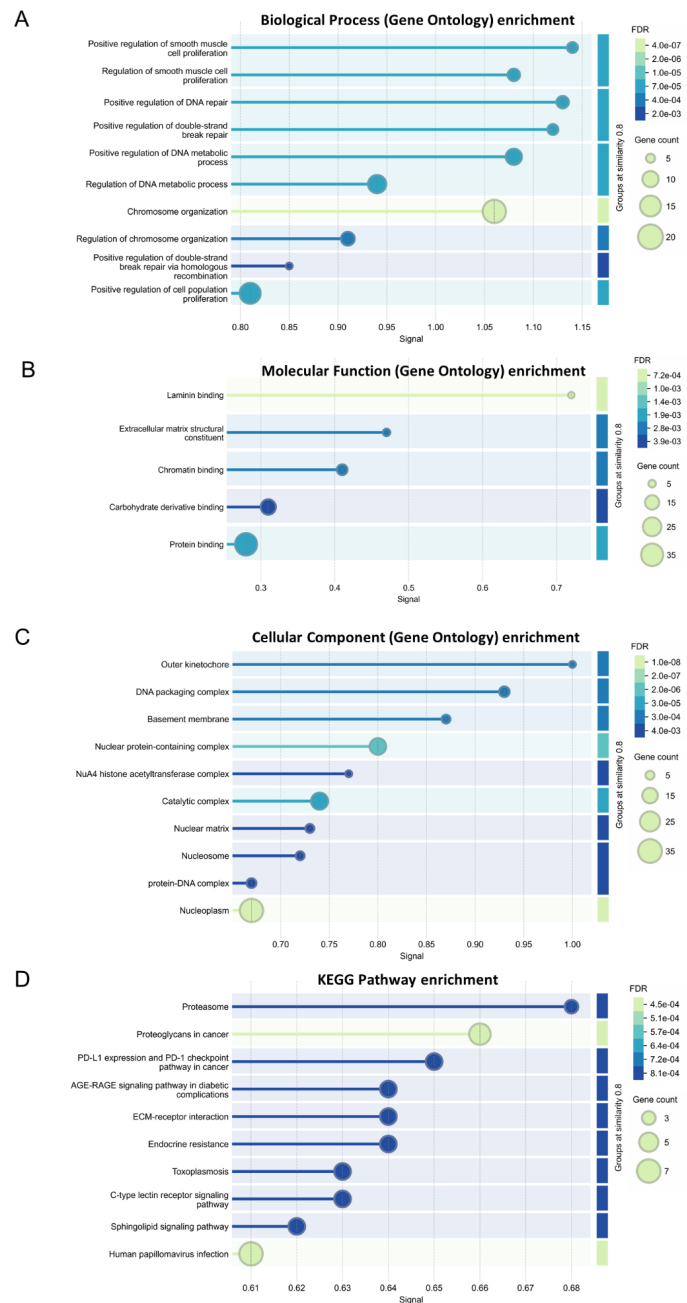 A
Biological Process (Gene Ontology) enrichment
Positive regulation of smooth muscle
cell proliferation
Regulation of smooth muscle cell
proliferation
Positive regulation of DNA repair
Positive regulation of double-strand
break repair
Positive regulation of DNA metabolic
process
Regulation of DNA metabolic process
Chromosome organization
Regulation of chromosome organization
Positive regulation of double-strand
break repair via homologous
recombination
Positive regulation of cell population
proliferation
0.80 0.85 0.90 0.95 1.00 1.05 1.10 1.15
Signal
Groups at similarity 0.8
FDR
4.0e-07
2.0e-06
1.0e-05
7.0e-05
4.0e-04
2.0e-03
Gene count
5
10
15
20
B
Molecular Function (Gene Ontology) enrichment
Laminin binding
Extracellular matrix structural
constituent
Chromatin binding
Carbohydrate derivative binding
Protein binding
0.3 0.4 0.5 0.6 0.7
Signal
Groups at similarity 0.8
FDR
7.2e-04
1.0e-03
1.4e-03
1.9e-03
2.8e-03
3.9e-03
Gene count
5
15
25
35
C
Cellular Component (Gene Ontology) enrichment
Outer kinetochore
DNA packaging complex
Basement membrane
Nuclear protein-containing complex
NuA4 histone acetyltransferase complex
Catalytic complex
Nuclear matrix
Nucleosome
protein-DNA complex
Nucleoplasm
0.70 0.75 0.80 0.85 0.90 0.95 1.00
Signal
Groups at similarity 0.8
FDR
1.0e-08
2.0e-07
2.0e-06
3.0e-05
3.0e-04
4.0e-03
Gene count
5
15
25
35
D
KEGG Pathway enrichment
Proteasome
Proteoglycans in cancer
PD-L1 expression and PD-1 checkpoint
pathway in cancer
AGE-RAGE signaling pathway in diabetic
complications
ECM-receptor interaction
Endocrine resistance
Toxoplasmosis
C-type lectin receptor signaling
pathway
Sphingolipid signaling pathway
Human papillomavirus infection
0.61 0.62 0.63 0.64 0.65 0.66 0.67 0.68
Signal
Groups at similarity 0.8
FDR
4.5e-04
5.1e-04
5.7e-04
6.4e-04
7.2e-04
8.1e-04
Gene count
3
5
7